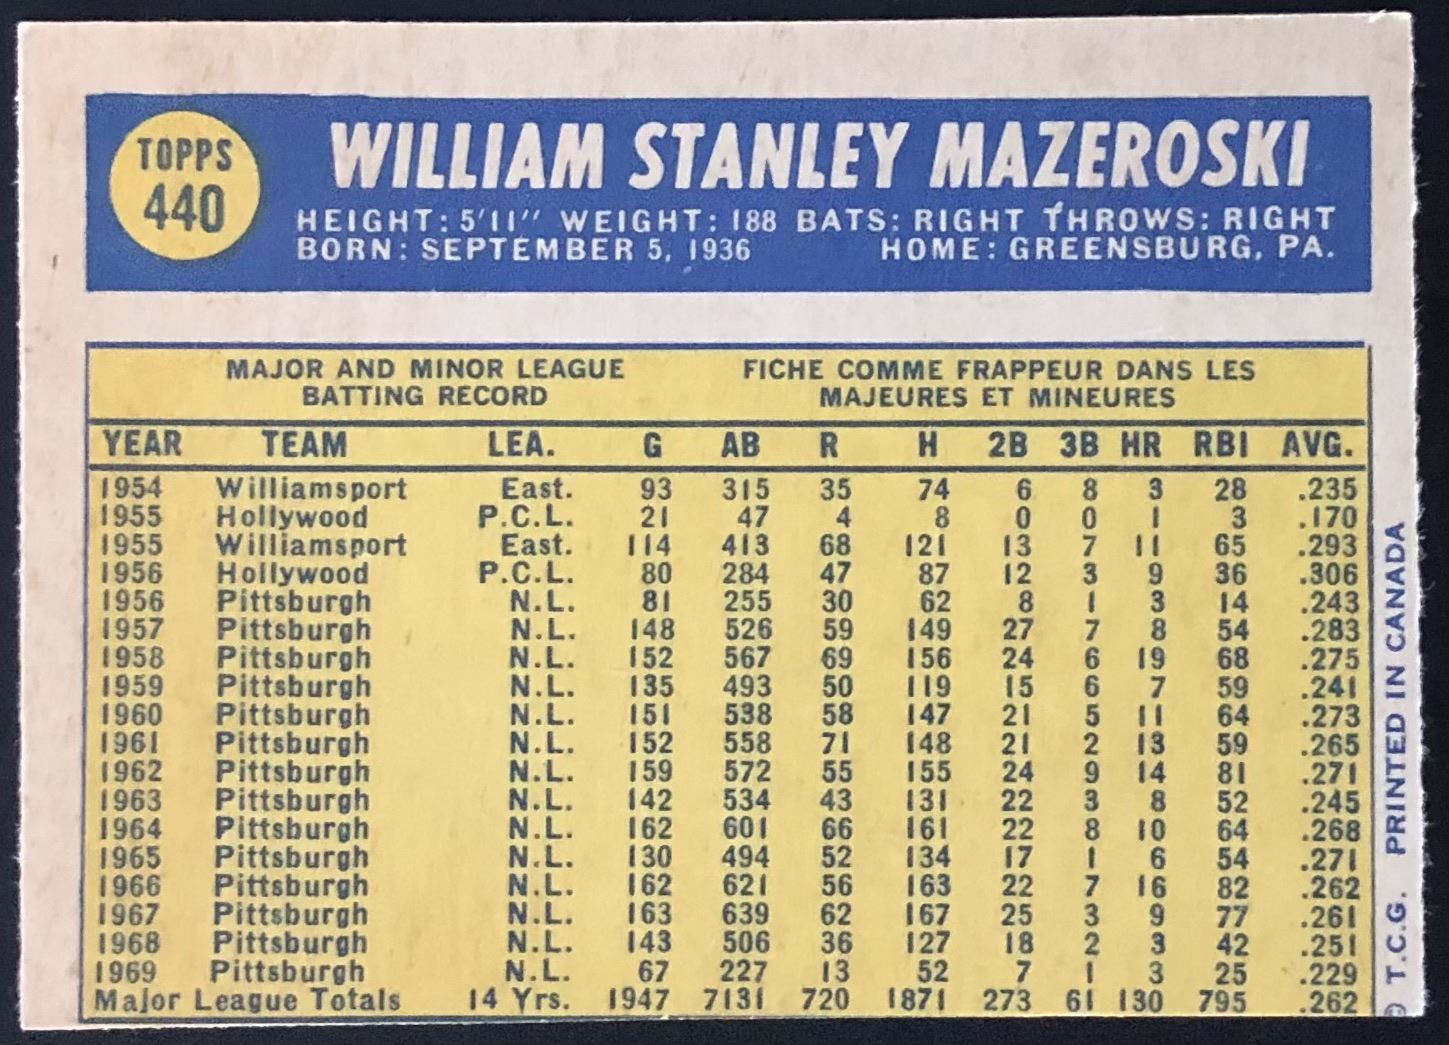 TOPPS
440
WILLIAM STANLEY MAZEROSKI
HEIGHT: 5'11" WEIGHT: 188 BATS: RIGHT THROWS: RIGHT
BORN: SEPTEMBER 5, 1936 HOME: GREENSBURG, PA.
MAJOR AND MINOR LEAGUE
BATTING RECORD
FICHE COMME FRAPPEUR DANS LES
MAJEURES ET MINEURES
YEAR TEAM LEA. G AB R H 2B 3B HR RBI AVG.
1954 Williamsport East. 93 315 35 74 6 8 3 28 .235
1955 Hollywood P.C.L. 21 47 4 8 0 0 1 3 .170
1955 Williamsport East. 114 413 68 121 13 7 11 65 .293
1956 Hollywood P.C.L. 80 284 47 87 12 3 9 36 .306
1956 Pittsburgh N.L. 81 255 30 62 8 1 3 14 .243
1957 Pittsburgh N.L. 148 526 59 149 27 7 8 54 .283
1958 Pittsburgh N.L. 152 567 69 156 24 6 19 68 .275
1959 Pittsburgh N.L. 135 493 50 119 15 6 7 59 .241
1960 Pittsburgh N.L. 151 538 58 147 21 5 11 64 .273
1961 Pittsburgh N.L. 152 558 71 148 21 2 13 59 .265
1962 Pittsburgh N.L. 159 572 55 155 24 9 14 81 .271
1963 Pittsburgh N.L. 142 534 43 131 22 3 8 52 .245
1964 Pittsburgh N.L. 162 601 66 161 22 8 10 64 .268
1965 Pittsburgh N.L. 130 494 52 134 17 1 6 54 .271
1966 Pittsburgh N.L. 162 621 56 163 22 7 16 82 .262
1967 Pittsburgh N.L. 163 639 62 167 25 3 9 77 .261
1968 Pittsburgh N.L. 143 506 36 127 18 2 3 42 .251
1969 Pittsburgh N.L. 67 227 13 52 7 1 3 25 .229
Major League Totals 14 Yrs. 1947 7131 720 1871 273 61 130 795 .262
© T.C.G. PRINTED IN CANADA